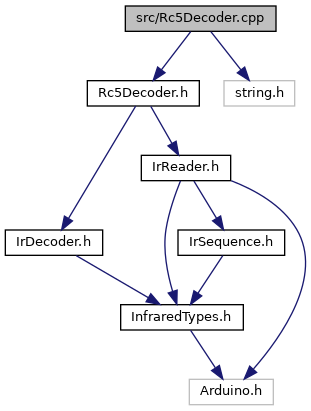 src/Rc5Decoder.cpp
Rc5Decoder.h
string.h
IrReader.h
IrDecoder.h
IrSequence.h
InfraredTypes.h
Arduino.h